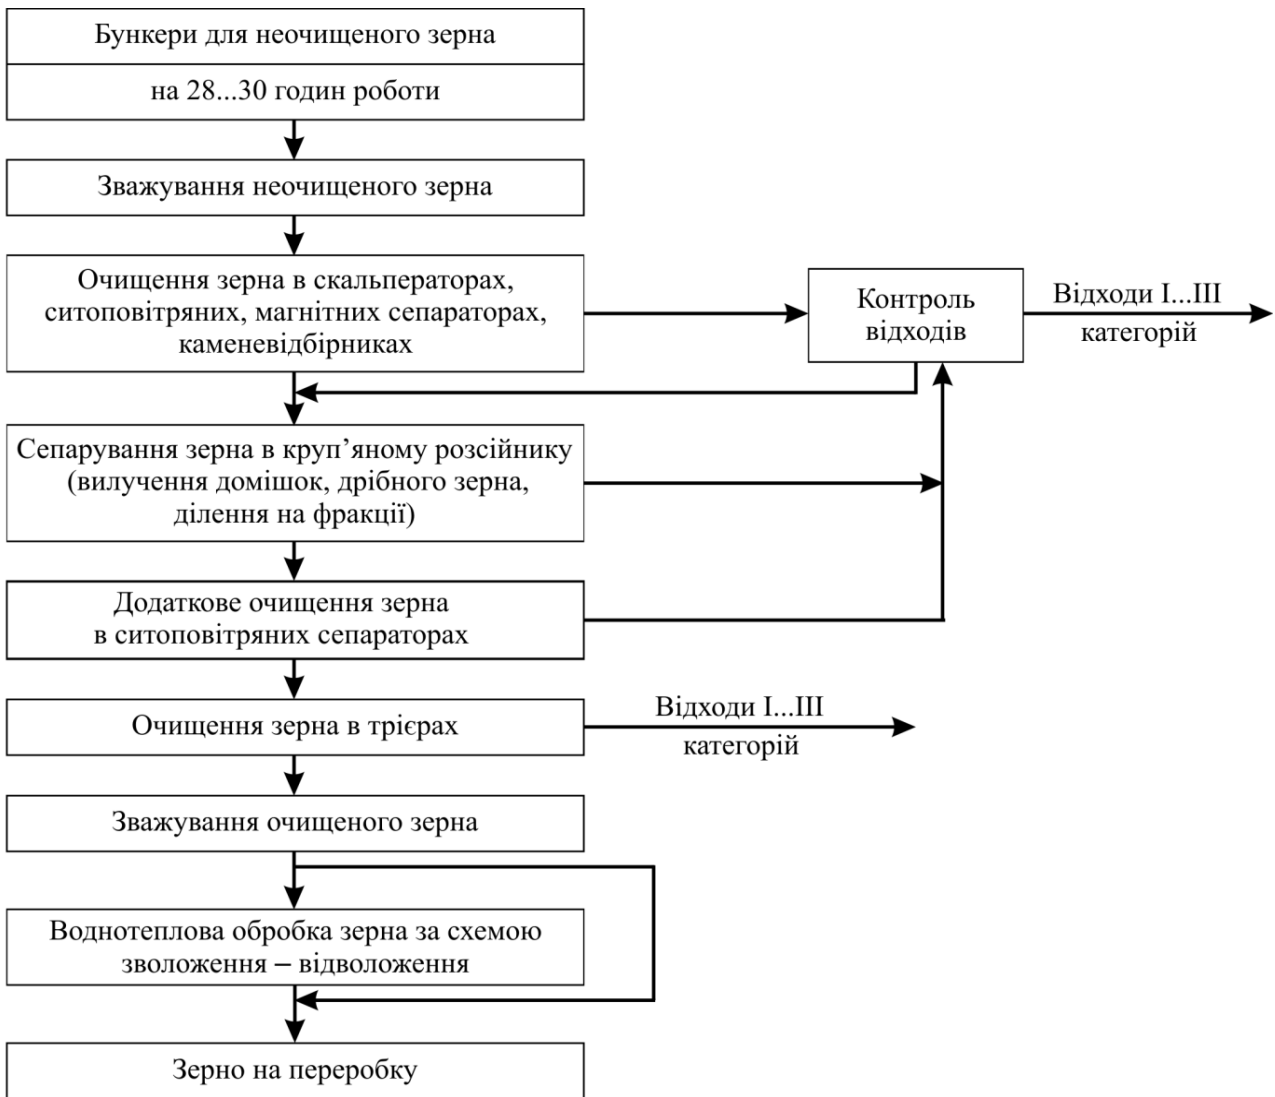 Бункери для неочищеного зерна
на 28...30 годин роботи
Зважування неочищеного зерна
Очищення зерна в скальператорах,
ситоповітряних, магнітних сепараторах,
каменевідбірниках
Контроль
відходів
Відходи I...III
категорій
Сепарування зерна в круп’яному розсійнику
(вилучення домішок, дрібного зерна,
ділення на фракції)
Додаткове очищення зерна
в ситоповітряних сепараторах
Очищення зерна в трієрах
Відходи I...III
категорій
Зважування очищеного зерна
Воднотеплова обробка зерна за схемою
зволоження – відволоження
Зерно на переробку